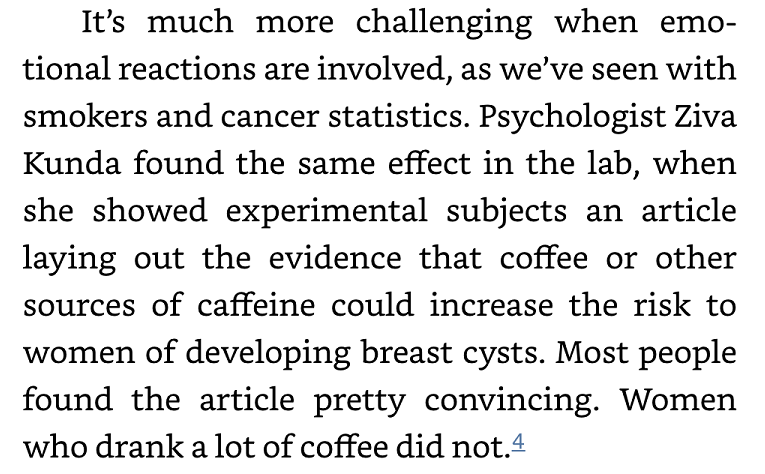 It’s much more challenging when emo-
tional reactions are involved, as we’ve seen with
smokers and cancer statistics. Psychologist Ziva
Kunda found the same effect in the lab, when
she showed experimental subjects an article
laying out the evidence that coffee or other
sources of caffeine could increase the risk to
women of developing breast cysts. Most people
found the article pretty convincing. Women
who drank a lot of coffee did not.4